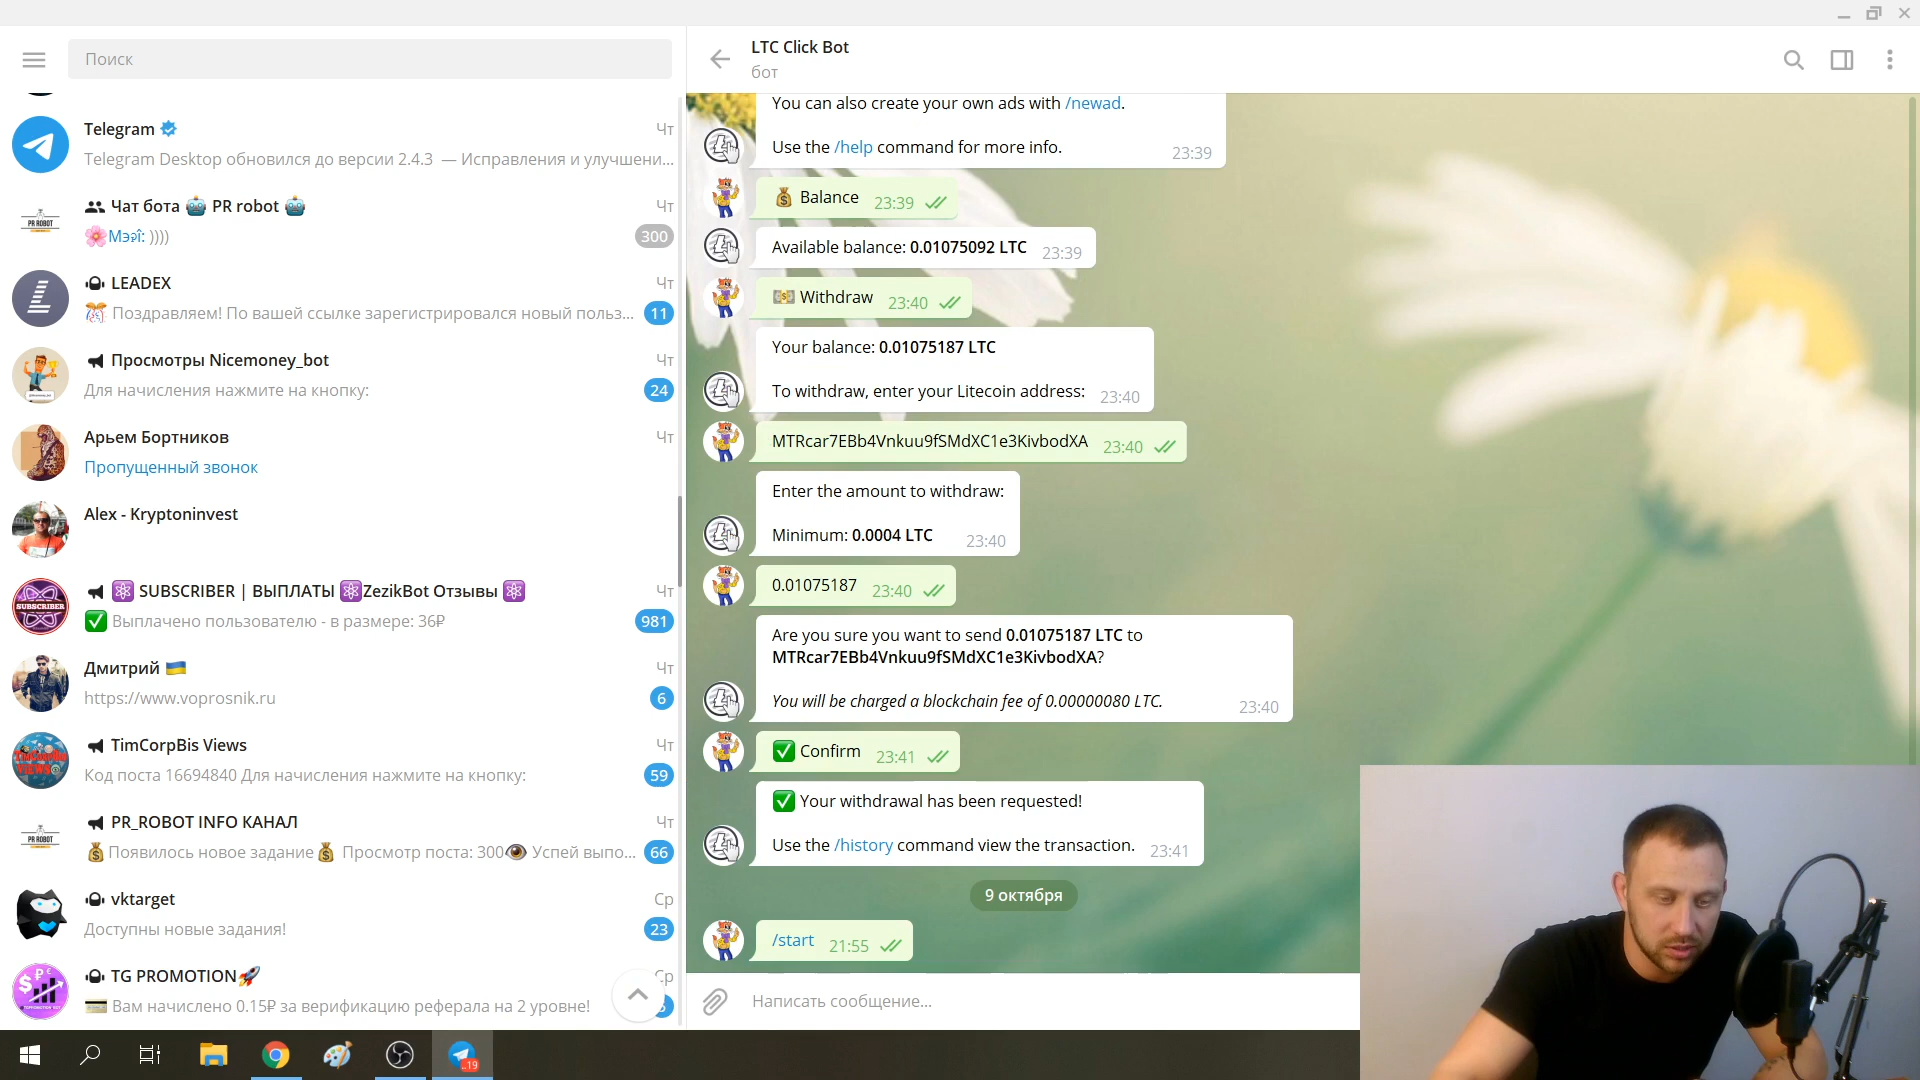 Поиск
Telegram
Чт
Telegram Desktop обновился до версии 2.4.3 — Исправления и улучшени...
Чат бота 🤖 PR robot 🤖
Чт
🌸Мэй: ))))
300
LEADEX
Чт
🎊 Поздравляем! По вашей ссылке зарегистрировался новый польз...
11
Просмотры Nicemoney_bot
Чт
Для начисления нажмите на кнопку:
24
Арьем Бортников
Чт
Пропущенный звонок
Alex - Kryptoninvest
⚛️ SUBSCRIBER | ВЫПЛАТЫ ⚛️ZezikBot Отзывы ⚛️
Чт
✅ Выплачено пользователю - в размере: 36₽
981
Дмитрий 🇺🇦
Чт
https://www.voprosnik.ru
6
TimCorpBis Views
Чт
Код поста 16694840 Для начисления нажмите на кнопку:
59
PR_ROBOT INFO КАНАЛ
Чт
💰Появилось новое задание💰 Просмотр поста: 300👁 Успей выпо...
66
vktarget
Ср
Доступны новые задания!
23
TG PROMOTION🚀
Ср
💳 Вам начислено 0.15₽ за верификацию реферала на 2 уровне!
PR ROBOT
SUBSCRIBER
PR ROBOT
LTC Click Bot
бот
You can also create your own ads with /newad.
Use the /help command for more info.
23:39
💰 Balance 23:39
Available balance: 0.01075092 LTC 23:39
💵 Withdraw 23:40
Your balance: 0.01075187 LTC
To withdraw, enter your Litecoin address: 23:40
MTRcar7EBb4Vnkuu9fSMdXC1e3KivbodXA 23:40
Enter the amount to withdraw:
Minimum: 0.0004 LTC 23:40
0.01075187 23:40
Are you sure you want to send 0.01075187 LTC to
MTRcar7EBb4Vnkuu9fSMdXC1e3KivbodXA?
You will be charged a blockchain fee of 0.00000080 LTC. 23:40
✅ Confirm 23:41
✅ Your withdrawal has been requested!
Use the /history command view the transaction. 23:41
9 октября
/start 21:55
Написать сообщение...
..19